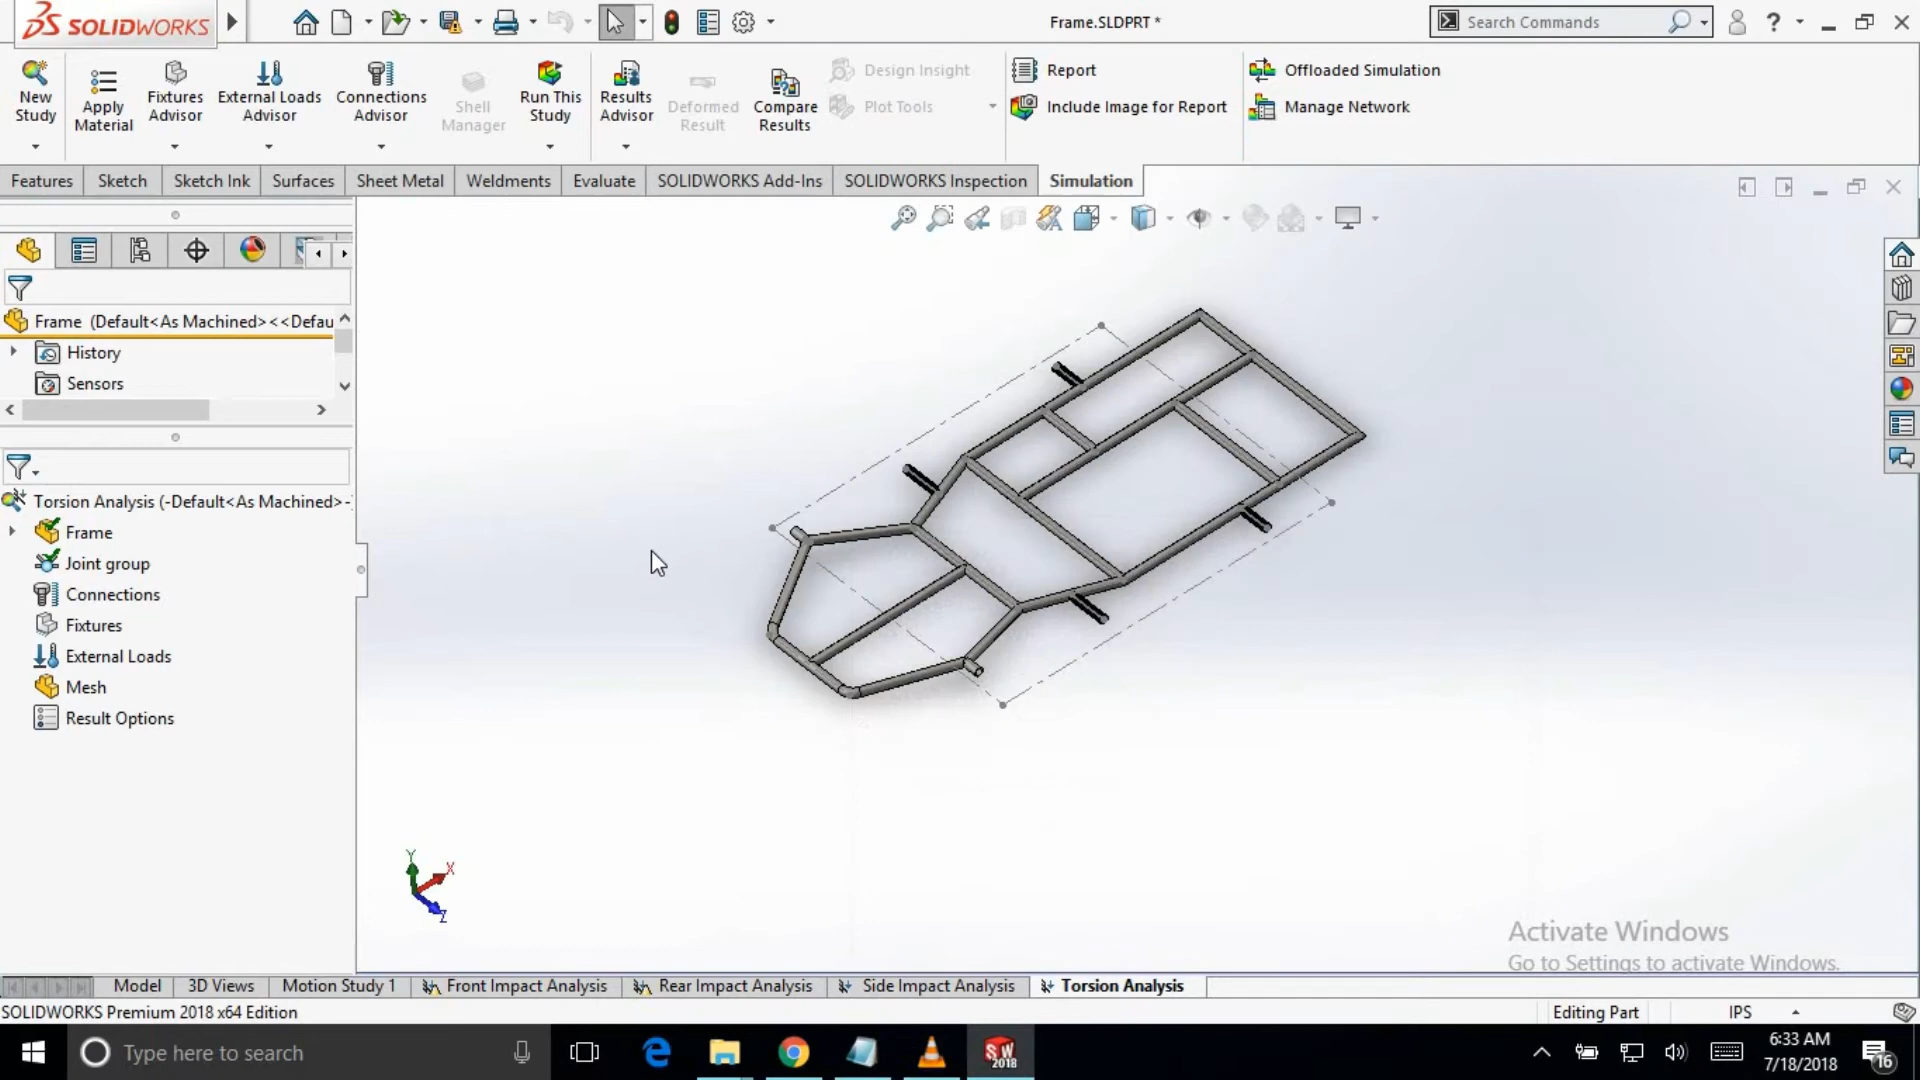 SOLIDWORKS
Frame.SLDPRT *
Search Commands
?
New Study
Apply Material
Fixtures Advisor
External Loads Advisor
Connections Advisor
Shell Manager
Run This Study
Results Advisor
Deformed Result
Compare Results
Design Insight
Plot Tools
Report
Include Image for Report
Offloaded Simulation
Manage Network
Features
Sketch
Sketch Ink
Surfaces
Sheet Metal
Weldments
Evaluate
SOLIDWORKS Add-Ins
SOLIDWORKS Inspection
Simulation
Frame (Default<As Machined><<Defau
History
Sensors
Torsion Analysis (-Default<As Machined>-
Frame
Joint group
Connections
Fixtures
External Loads
Mesh
Result Options
Y
X
Z
Activate Windows
Go to Settings to activate Windows.
Model
3D Views
Motion Study 1
Front Impact Analysis
Rear Impact Analysis
Side Impact Analysis
Torsion Analysis
SOLIDWORKS Premium 2018 x64 Edition
Editing Part
IPS
Type here to search
SW
2018
6:33 AM
7/18/2018
16